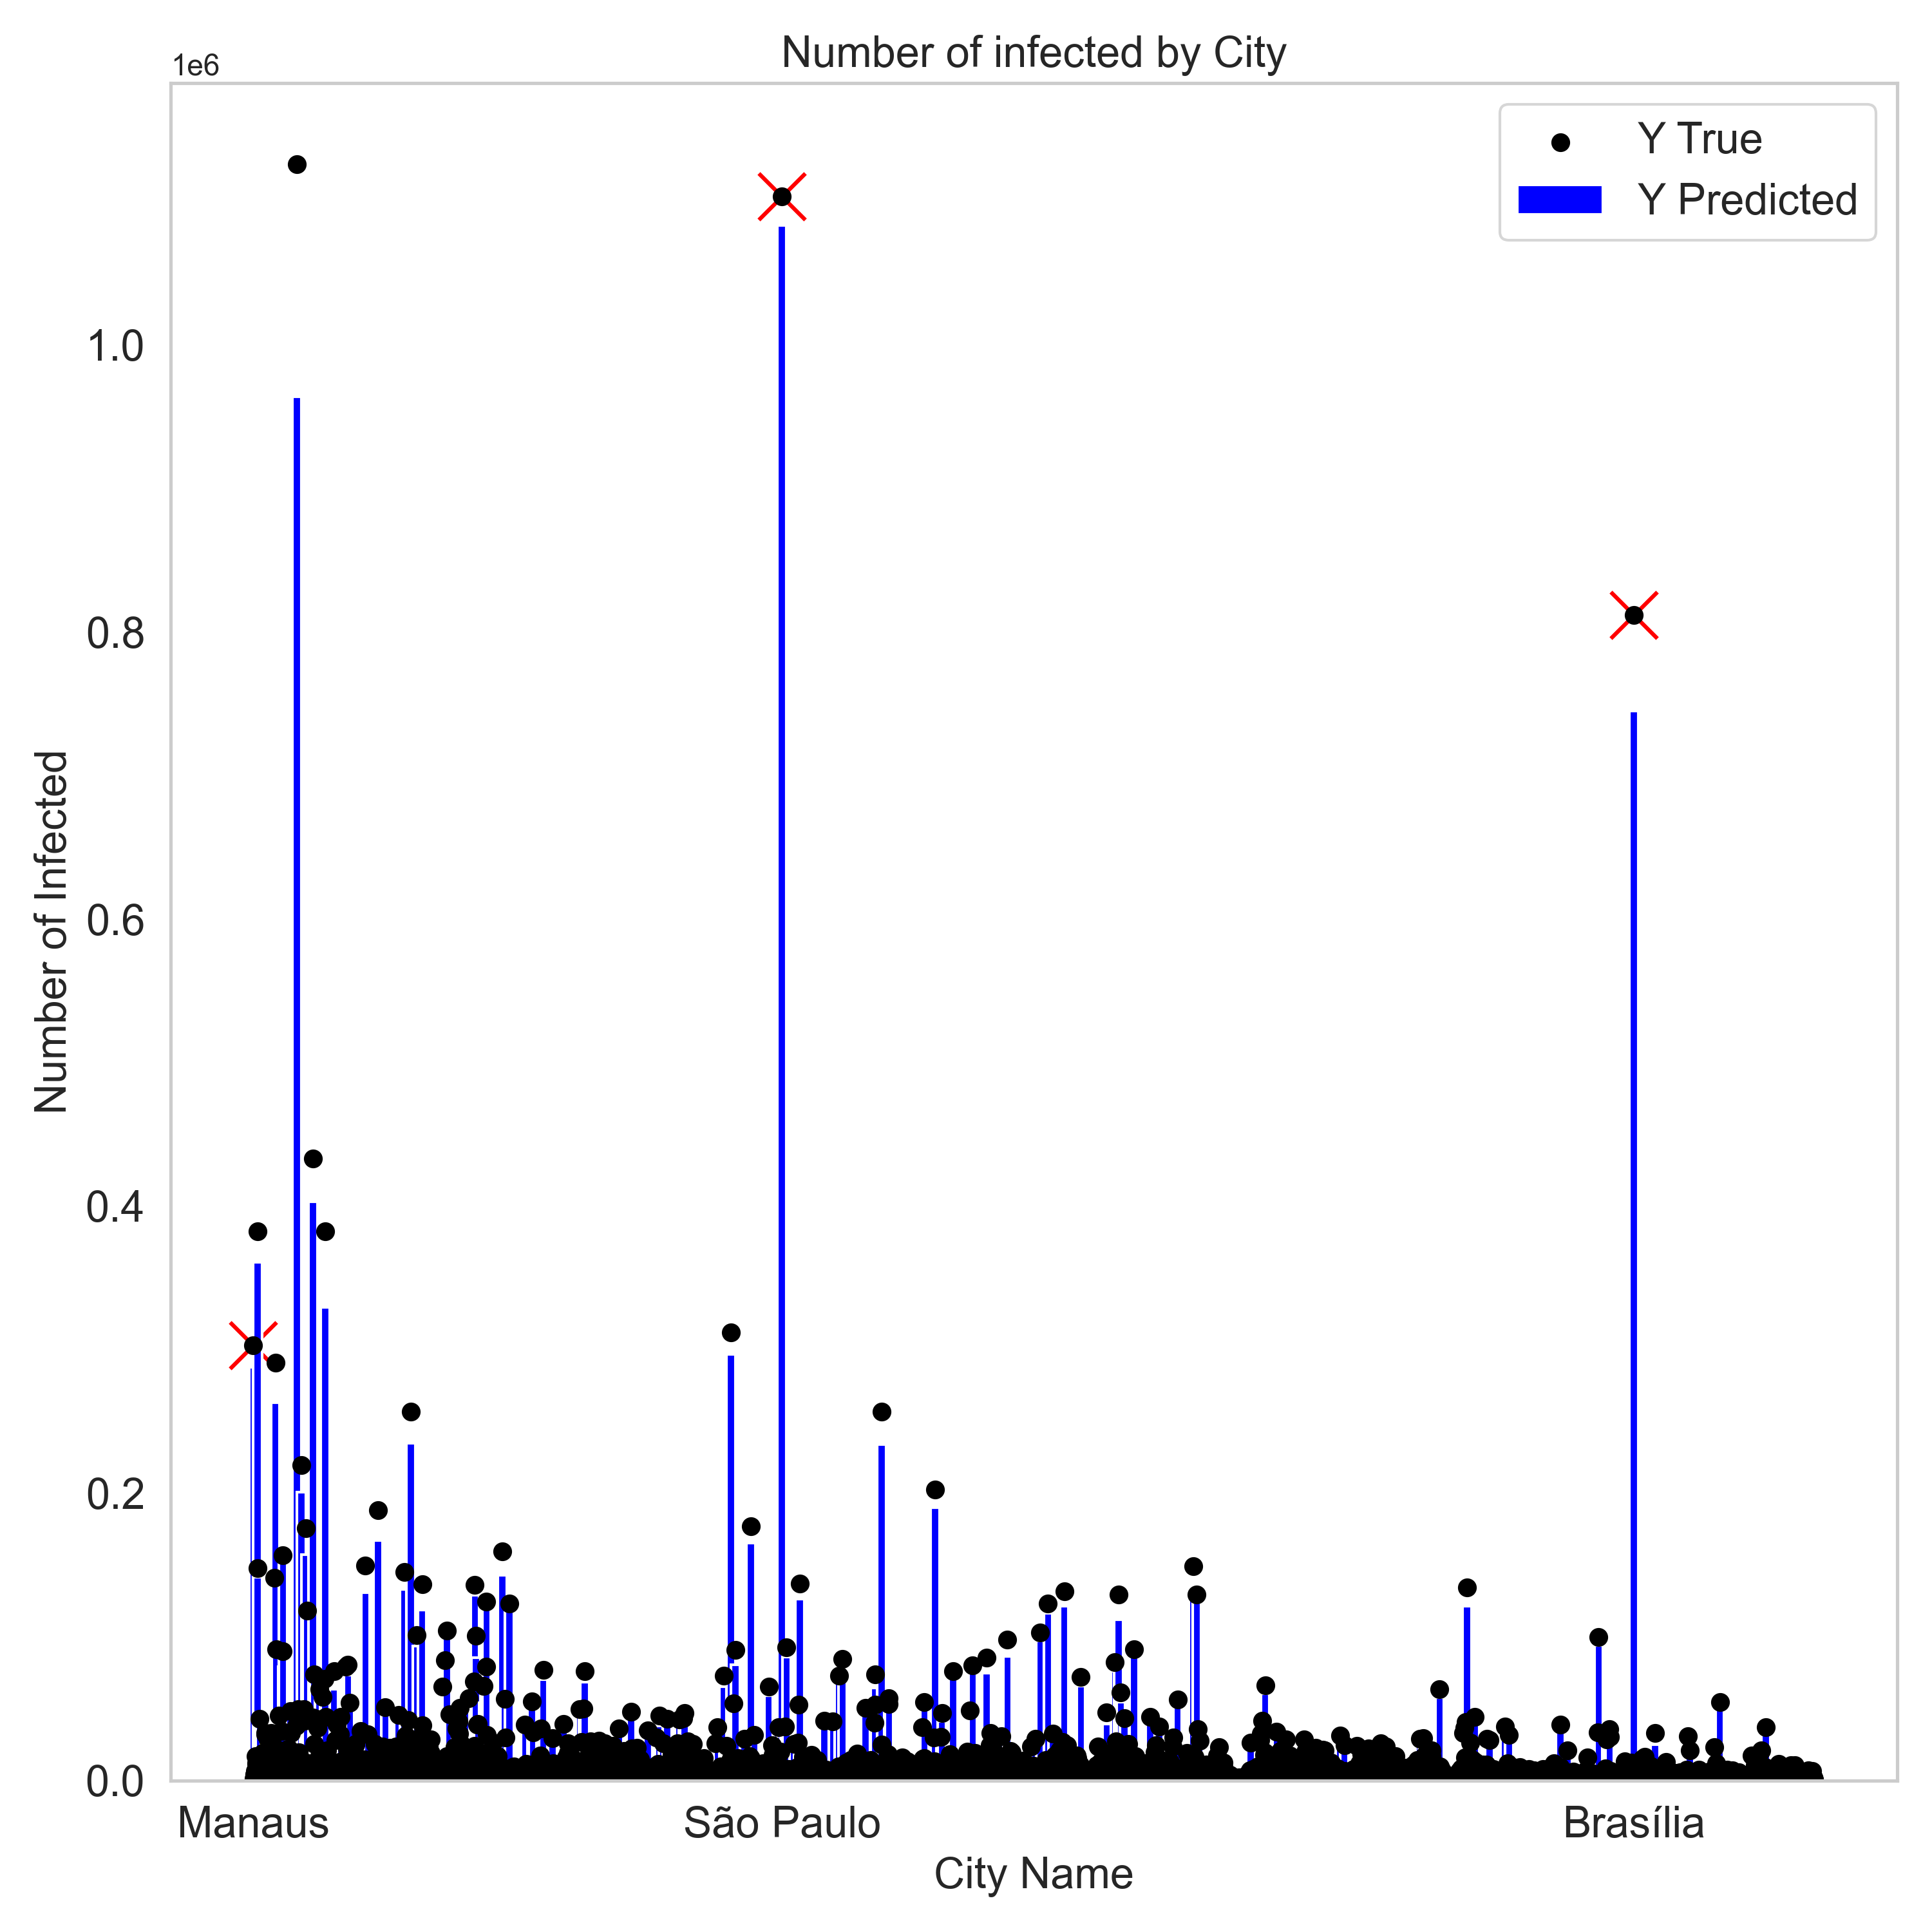 Number of infected by City
1e6
Y True
Y Predicted
1.0
0.8
0.6
0.4
0.2
0.0
Number of Infected
Manaus São Paulo Brasília
City Name